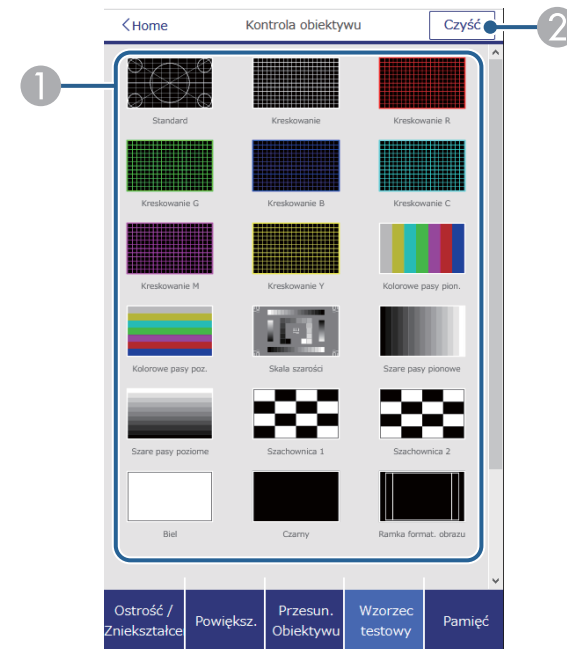 <Home Kontrola obiektywu Czyść 2
1
Standard Kreskowanie Kreskowanie R
Kreskowanie G Kreskowanie B Kreskowanie C
Kreskowanie M Kreskowanie Y Kolorowe pasy pion.
Kolorowe pasy poz. Skala szarości Szare pasy pionowe
Szare pasy poziome Szachownica 1 Szachownica 2
Biel Czarny Ramka format. obrazu
Ostrość / Przesun. Wzorzec
Powiększ. Pamięć
Zniekształce Obiektywu testowy